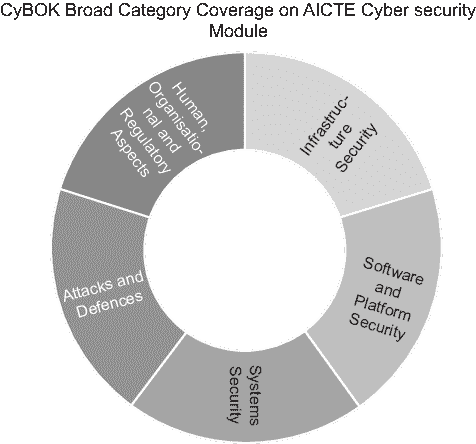 CyBOK Broad Category Coverage on AICTE Cyber security
Module
Infrastruc-
ture
Security
Software
and
Platform
Security
Systems
Security
Attacks and
Defences
Human,
Organisatio-
nal and
Regulatory
Aspects